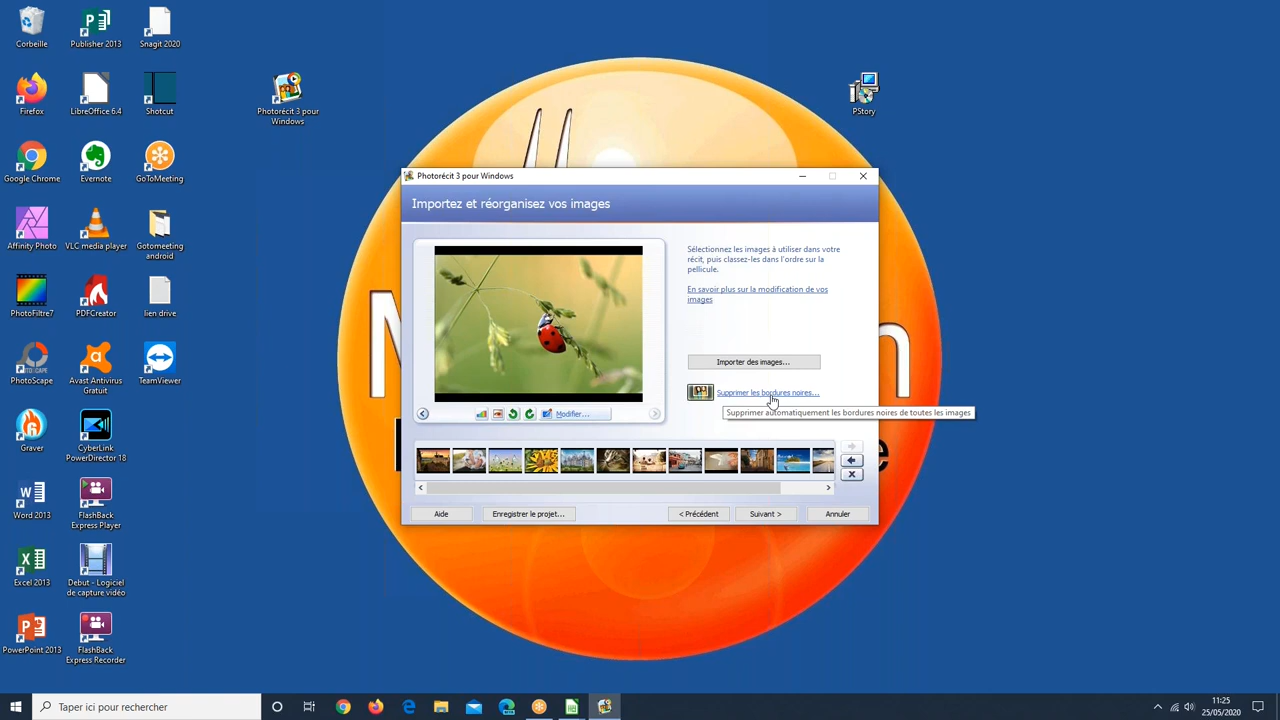 Corbeille
Publisher 2013
Snagit 2020
Firefox
LibreOffice 6.4
Shotcut
Photorécit 3 pour
Windows
PStory
Google Chrome
Evernote
GoToMeeting
Affinity Photo
VLC media player
Gotomeeting
android
PhotoFiltre7
PDFCreator
lien drive
PhotoScape
Avast Antivirus
Gratuit
TeamViewer
Graver
CyberLink
PowerDirector 18
Word 2013
FlashBack
Express Player
Excel 2013
Debut - Logiciel
de capture vidéo
PowerPoint 2013
FlashBack
Express Recorder
Photorécit 3 pour Windows
Importez et réorganisez vos images
Sélectionnez les images à utiliser dans votre
récit, puis classez-les dans l'ordre sur la
pellicule.
En savoir plus sur la modification de vos
images
Importer des images...
Supprimer les bordures noires...
Supprimer automatiquement les bordures noires de toutes les images
Modifier...
Aide
Enregistrer le projet...
< Précédent
Suivant >
Annuler
Taper ici pour rechercher
11:25
25/05/2020